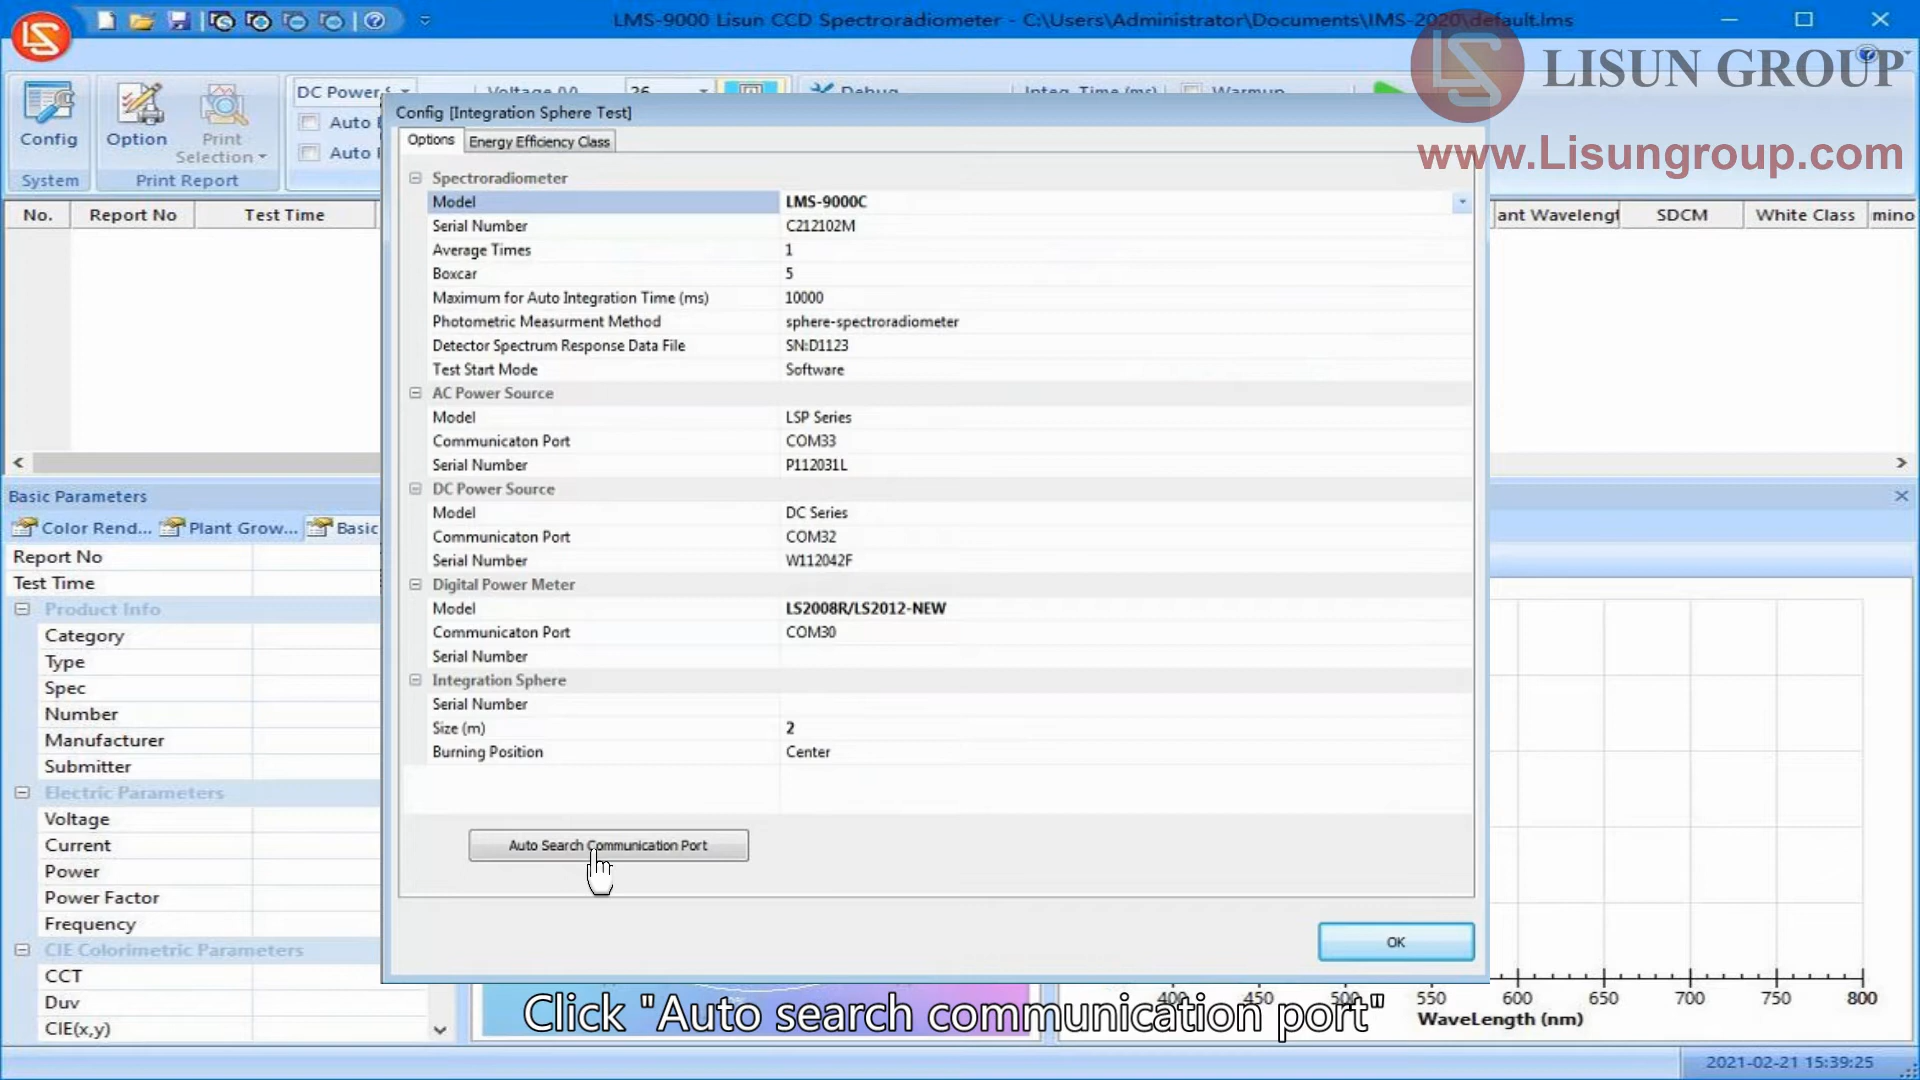 LMS-9000 Lisun CCD Spectroradiometer - C:\Users\Administrator\Documents\IMS-2020\default.lms
LISUN GROUP
www.Lisungroup.com
Config
Option
Print
Selection
System
Print Report
DC Power
Auto
Auto
Voltage (V)
26
Debug
Integ. Time (ms)
Warmup
No.
Report No
Test Time
ant Wavelengt
SDCM
White Class
mino
Config [Integration Sphere Test]
Options
Energy Efficiency Class
Spectroradiometer
Model LMS-9000C
Serial Number C212102M
Average Times 1
Boxcar 5
Maximum for Auto Integration Time (ms) 10000
Photometric Measurment Method sphere-spectroradiometer
Detector Spectrum Response Data File SN:D1123
Test Start Mode Software
AC Power Source
Model LSP Series
Communicaton Port COM33
Serial Number P112031L
DC Power Source
Model DC Series
Communicaton Port COM32
Serial Number W112042F
Digital Power Meter
Model LS2008R/LS2012-NEW
Communicaton Port COM30
Serial Number
Integration Sphere
Serial Number
Size (m) 2
Burning Position Center
Auto Search Communication Port
OK
Basic Parameters
Color Rend...
Plant Grow...
Basic
Report No
Test Time
Product Info
Category
Type
Spec
Number
Manufacturer
Submitter
Electric Parameters
Voltage
Current
Power
Power Factor
Frequency
CIE Colorimetric Parameters
CCT
Duv
CIE(x,y)
400 450 500 550 600 650 700 750 800
WaveLength (nm)
Click "Auto search communication port"
2021-02-21 15:39:25